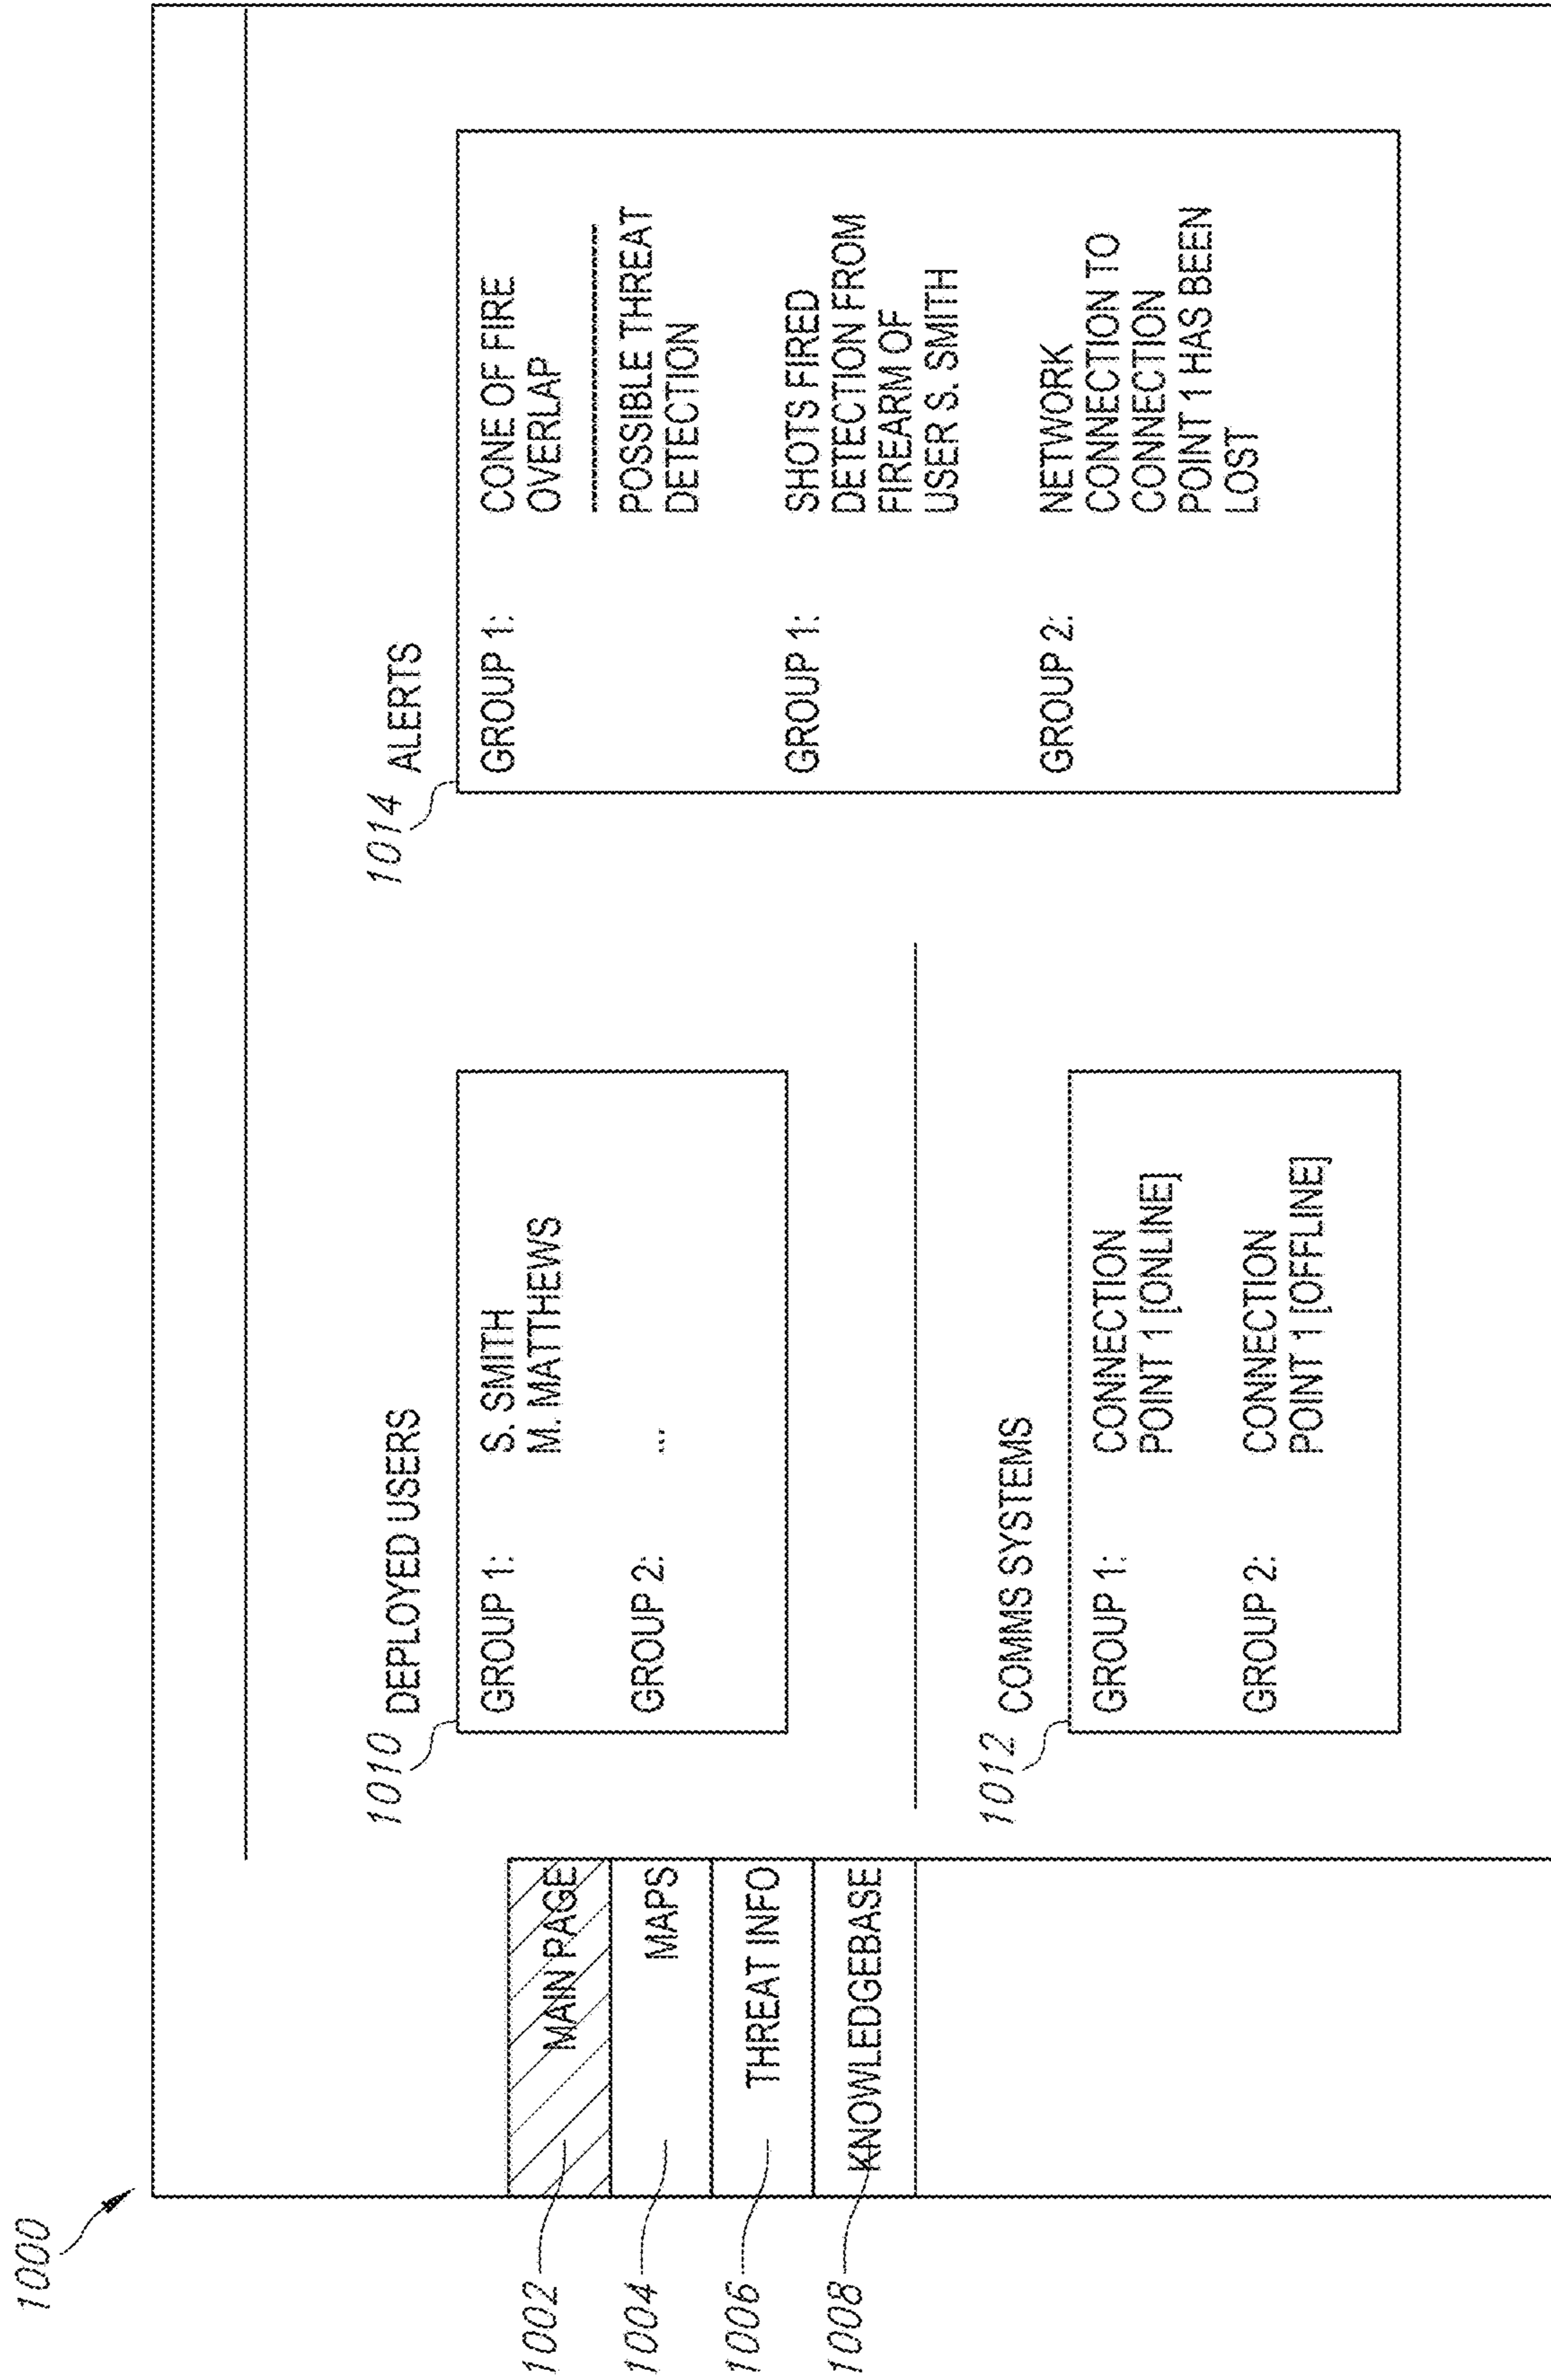 1000
1002
MAIN PAGE
1004
MAPS
1006
THREAT INFO
1008
KNOWLEDGEBASE
1010 DEPLOYED USERS
GROUP 1: S. SMITH
M. MATTHEWS
GROUP 2: ...
1012 COMMS SYSTEMS
GROUP 1: CONNECTION
POINT 1 [ONLINE]
GROUP 2: CONNECTION
POINT 1 [OFFLINE]
1014 ALERTS
GROUP 1: CONE OF FIRE
OVERLAP
POSSIBLE THREAT
DETECTION
GROUP 1: SHOTS FIRED
DETECTION FROM
FIREARM OF
USER S. SMITH
GROUP 2: NETWORK
CONNECTION TO
CONNECTION
POINT 1 HAS BEEN
LOST